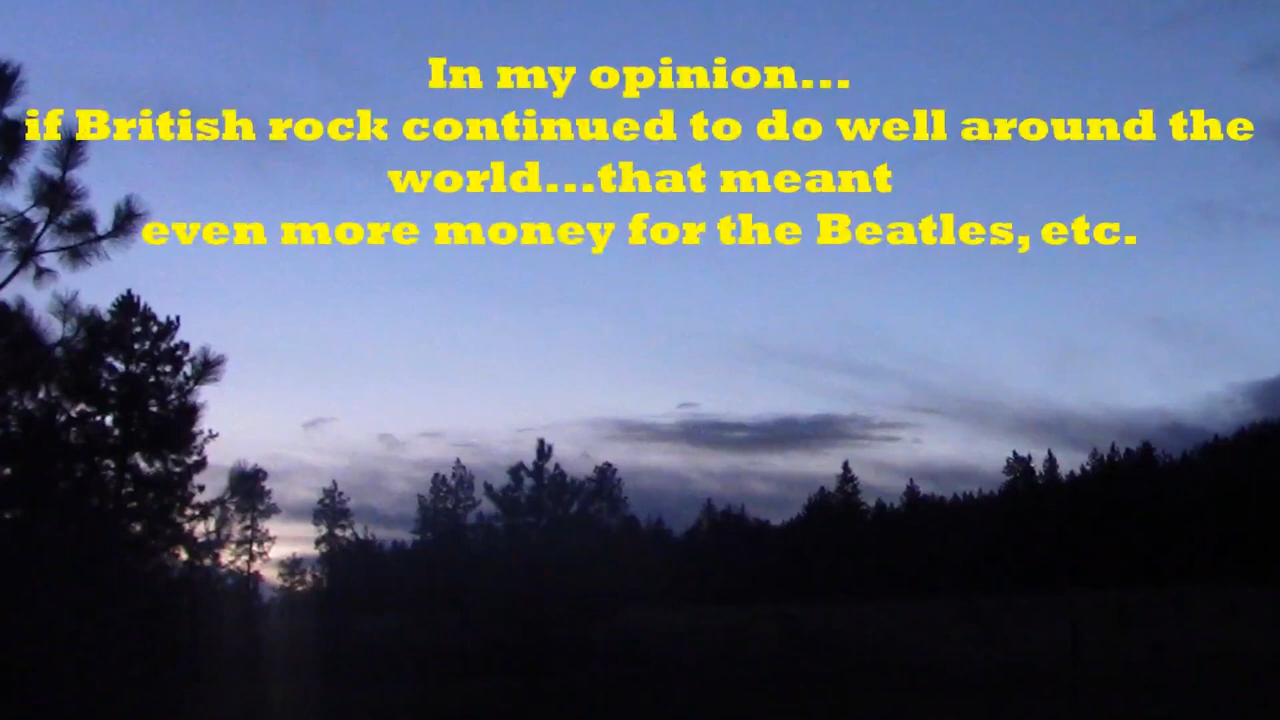 In my opinion...
if British rock continued to do well around the
world...that meant
even more money for the Beatles, etc.